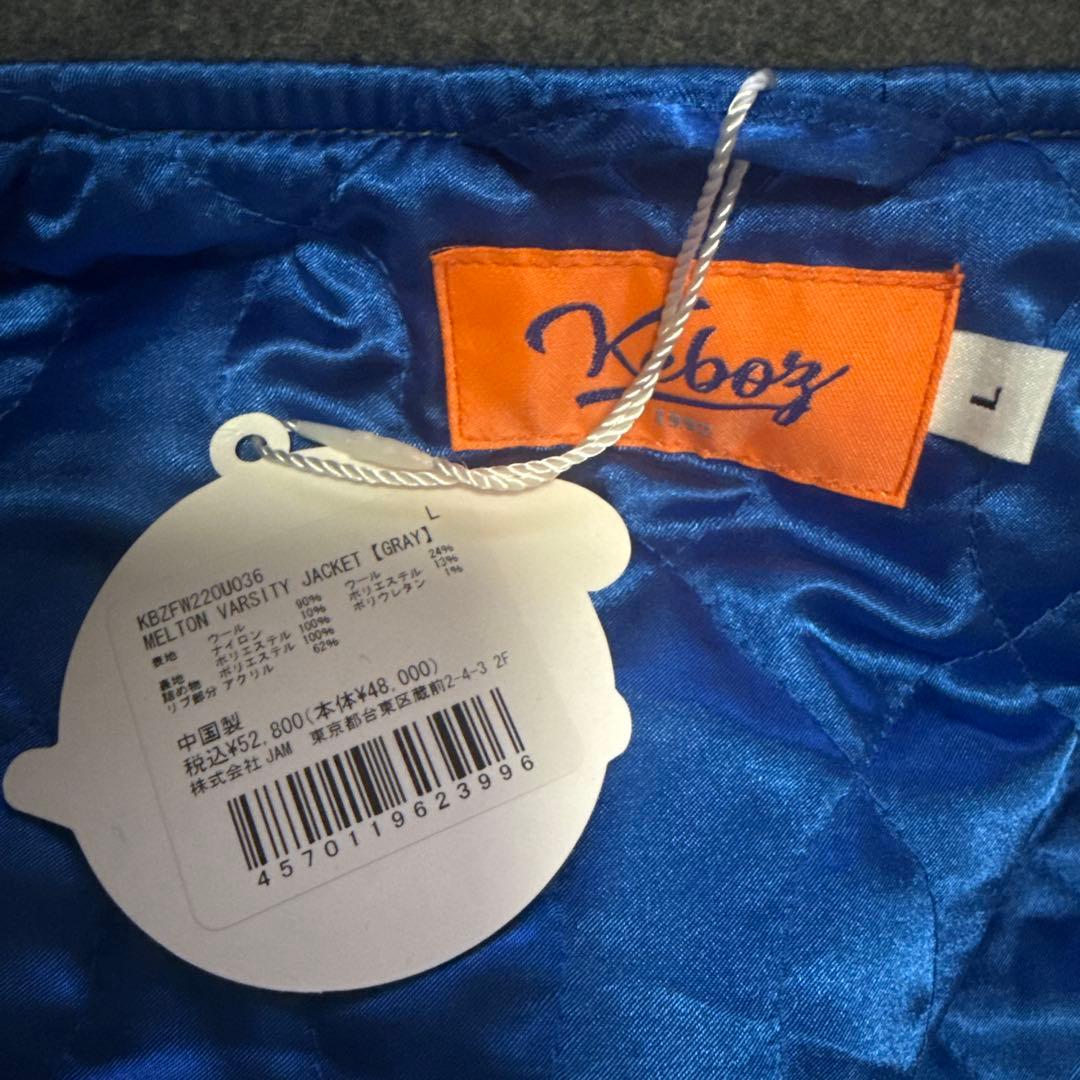 Keboz
1990
L
L
KBZFW220U036
MELTON VARSITY JACKET【GRAY】
表地 ウール 90% ウール 24%
ナイロン 10% ポリエステル 13%
裏地 ポリエステル 100% ポリウレタン 1%
詰め物 ポリエステル 100%
リブ部分 アクリル 62%
中国製
税込¥52,800(本体¥48,000)
株式会社JAM 東京都台東区蔵前2-4-3 2F
4570119623996